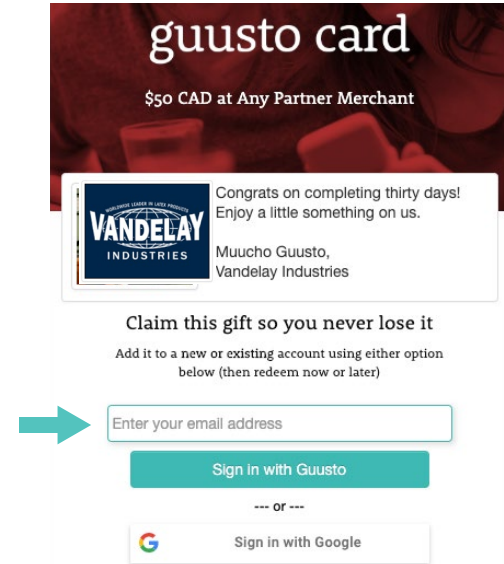 guusto card
$50 CAD at Any Partner Merchant
WORLDWIDE LEADER IN LATEX PRODUCTS
VANDELAY
INDUSTRIES
Congrats on completing thirty days!
Enjoy a little something on us.
Muucho Guusto,
Vandelay Industries
Claim this gift so you never lose it
Add it to a new or existing account using either option
below (then redeem now or later)
Enter your email address
Sign in with Guusto
--- or ---
Sign in with Google